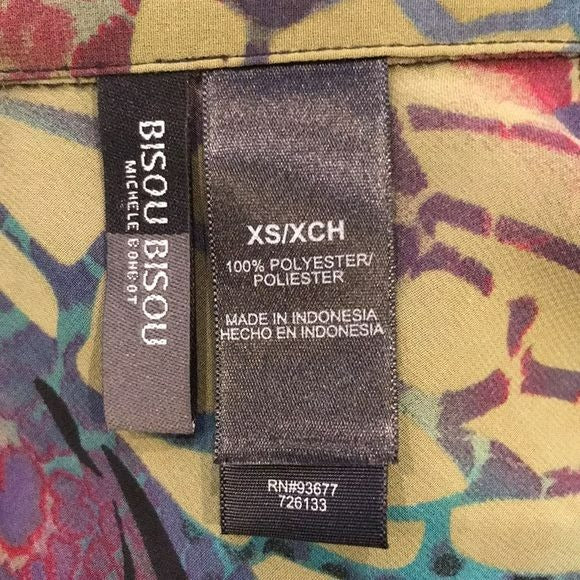 BISOU BISOU
MICHELE BOHBOT
XS/XCH
100% POLYESTER/
POLIESTER
MADE IN INDONESIA
HECHO EN INDONESIA
RN#93677
726133